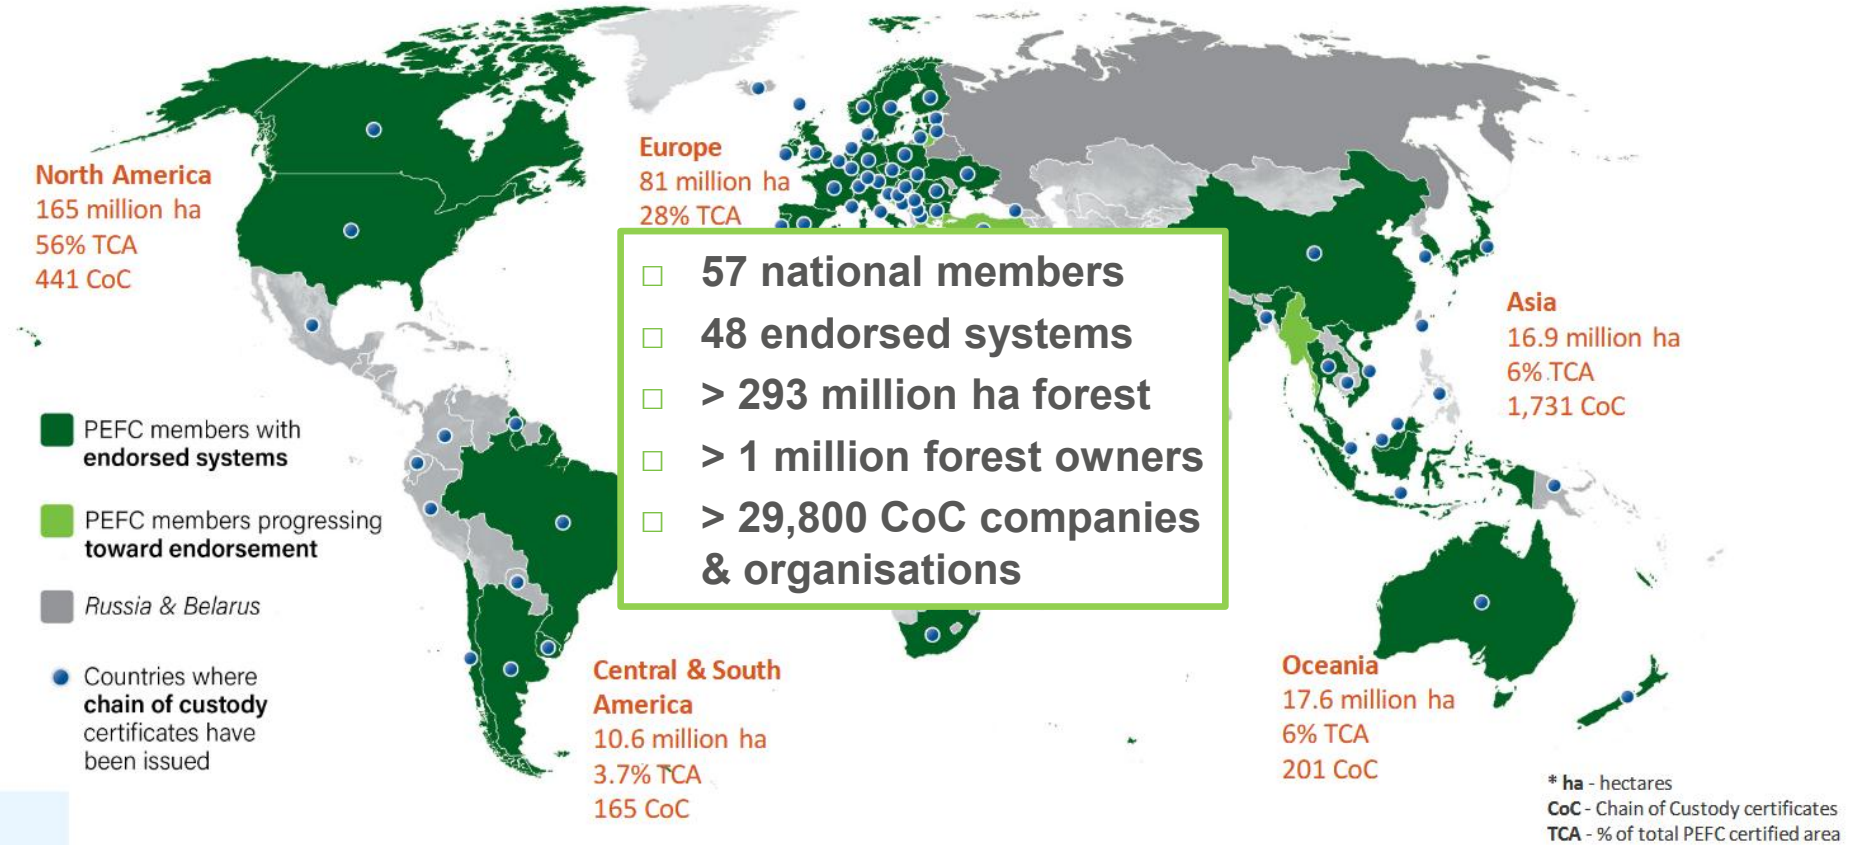 North America
165 million ha
56% TCA
441 CoC
Europe
81 million ha
28% TCA
□ 57 national members
□ 48 endorsed systems
□ > 293 million ha forest
□ > 1 million forest owners
□ > 29,800 CoC companies
& organisations
Asia
16.9 million ha
6% TCA
1,731 CoC
PEFC members with
endorsed systems
PEFC members progressing
toward endorsement
Russia & Belarus
Countries where
chain of custody
certificates have
been issued
Central & South
America
10.6 million ha
3.7% TCA
165 CoC
Oceania
17.6 million ha
6% TCA
201 CoC
* ha - hectares
CoC - Chain of Custody certificates
TCA - % of total PEFC certified area